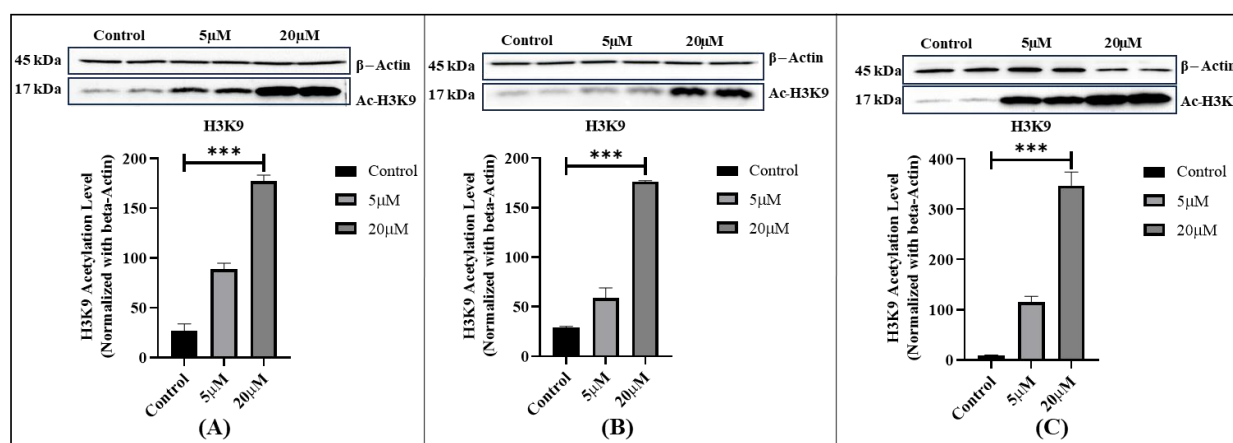 Control 5μM 20μM
45 kDa β−Actin
17 kDa Ac-H3K9
H3K9
H3K9 Acetylation Level
(Normalized with beta-Actin)
200
150
100
50
0
***
Control
5μM
20μM
Control 5μM 20μM
(A)
Control 5μM 20μM
45 kDa β−Actin
17 kDa Ac-H3K9
H3K9
H3K9 Acetylation Level
(Normalized with beta-Actin)
200
150
100
50
0
***
Control
5μM
20μM
Control 5μM 20μM
(B)
Control 5μM 20μM
45 kDa β−Actin
17 kDa Ac-H3K
H3K9
H3K9 Acetylation Level
(Normalized with beta-Actin)
400
300
200
100
0
***
Control
5μM
20μM
Control 5μM 20μM
(C)